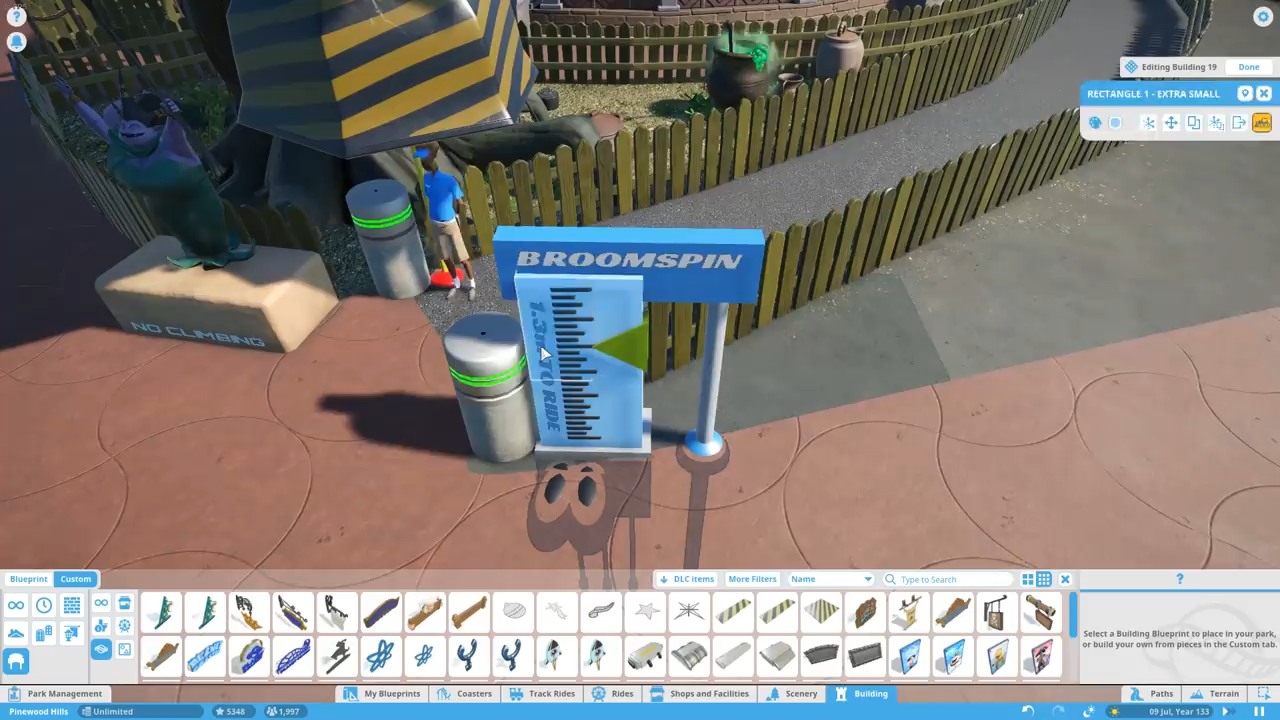 Editing Building 19
Done
RECTANGLE 1 - EXTRA SMALL
BROOMSPIN
1.3m TO RIDE
NO CLIMBING
Blueprint
Custom
DLC items
More Filters
Name
Type to Search
?
Select a Building Blueprint to place in your park,
or build your own from pieces in the Custom tab.
Park Management
My Blueprints
Coasters
Track Rides
Rides
Shops and Facilities
Scenery
Building
Paths
Terrain
Pinewood Hills
Unlimited
5348
1,997
09 Jul, Year 133